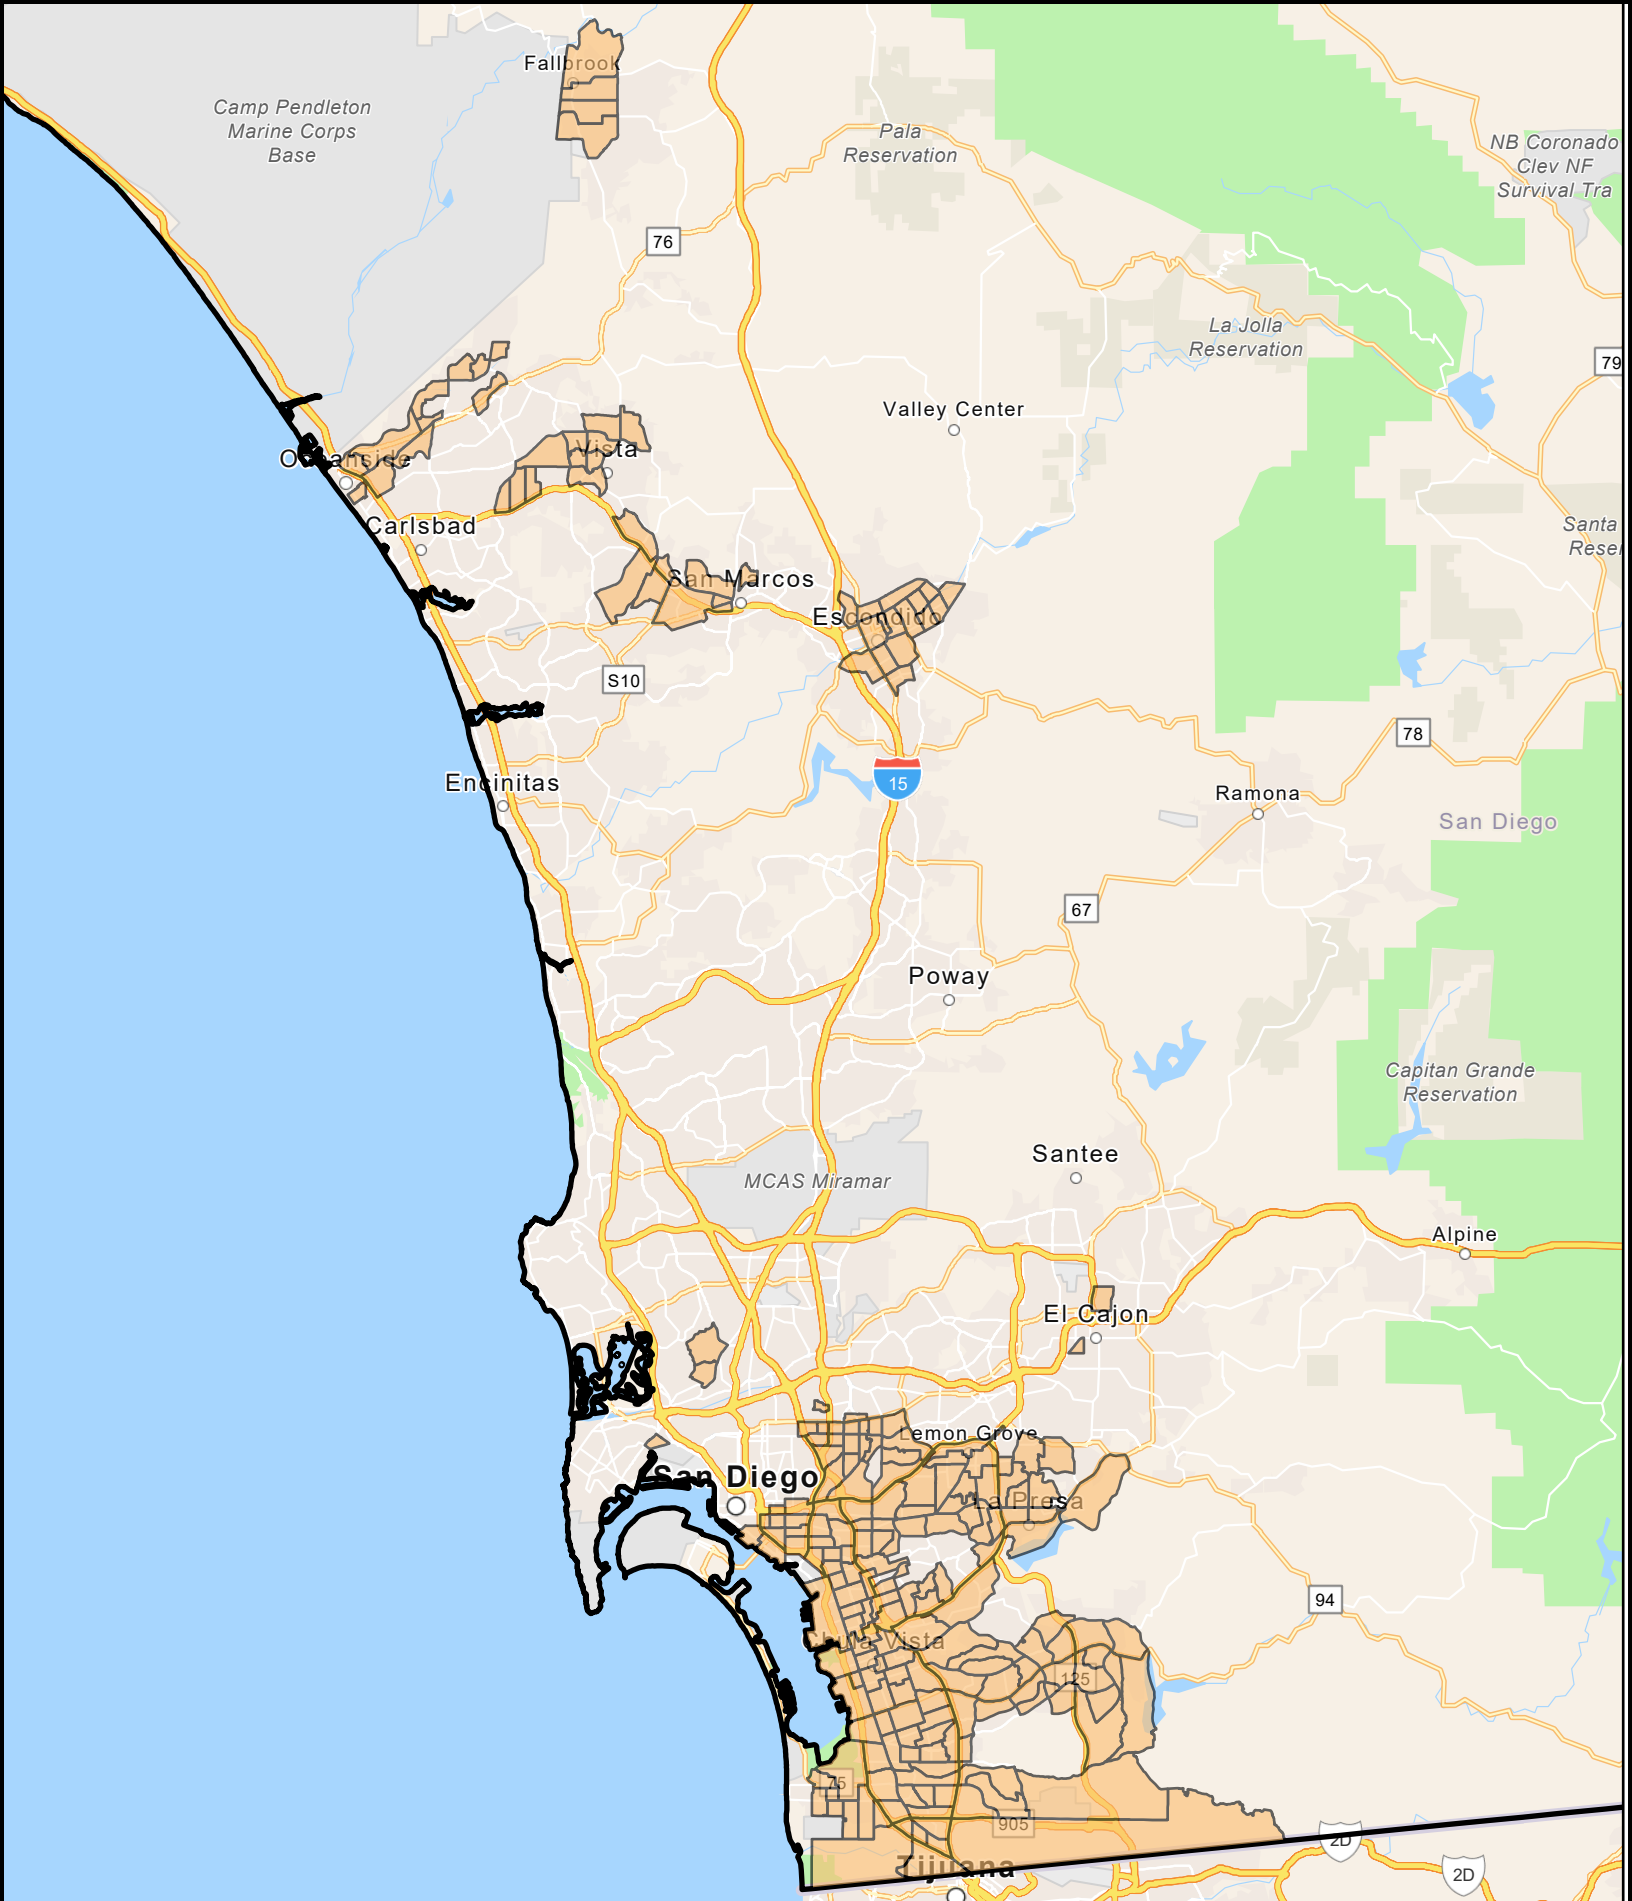 Fallbrook
Camp Pendleton
Marine Corps
Base
Pala
Reservation
NB Coronado
Clev NF
Survival Tra
76
La Jolla
Reservation
79
Valley Center
Vista
Oceanside
Carlsbad
Santa
Reser
San Marcos
Escondido
S10
78
15
Encinitas
Ramona
San Diego
67
Poway
Capitan Grande
Reservation
Santee
MCAS Miramar
Alpine
El Cajon
Lemon Grove
San Diego
La Presa
94
Chula Vista
125
75
905
2D
Tijuana
2D